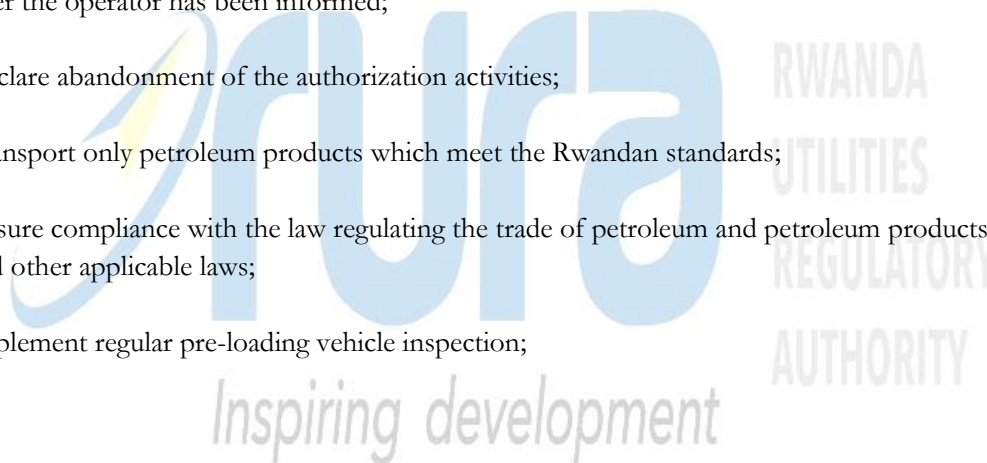 er the operator has been informed;
clare abandonment of the authorization activities;
ansport only petroleum products which meet the Rwandan standards;
sure compliance with the law regulating the trade of petroleum and petroleum products
d other applicable laws;
plement regular pre-loading vehicle inspection;
rura
RWANDA
UTILITIES
REGULATORY
AUTHORITY
Inspiring development